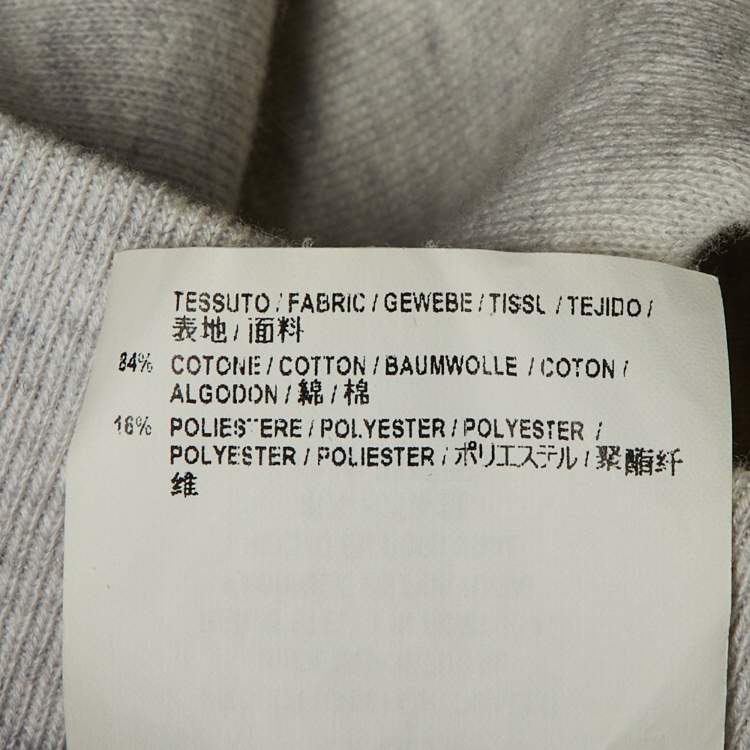 TESSUTO / FABRIC / GEWEBE / TISSU / TEJIDO /
表地 / 面料
84% COTONE / COTTON / BAUMWOLLE / COTON /
ALGODON / 綿 / 棉
16% POLIESTERE / POLYESTER / POLYESTER /
POLYESTER / POLIESTER / ポリエステル / 聚酯纤
维